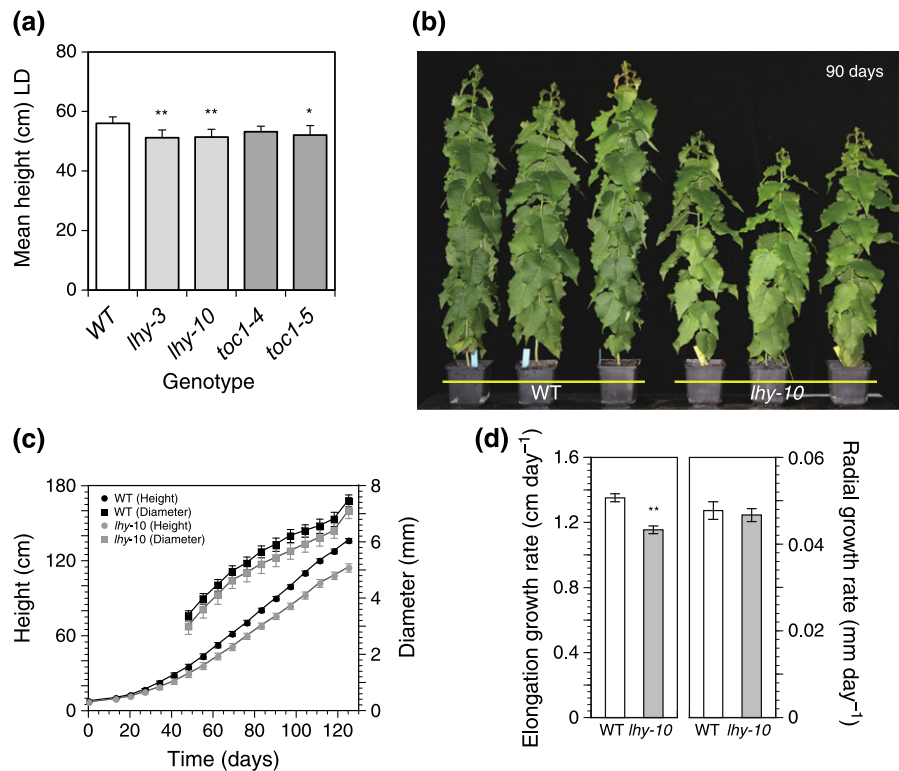 (a)
80
60
40
20
0
Mean height (cm) LD
** ** *
WT lhy-3 lhy-10 toc1-4 toc1-5
Genotype
(b)
90 days
WT lhy-10
(c)
180
120
60
0
Height (cm)
WT (Height)
WT (Diameter)
lhy-10 (Height)
lhy-10 (Diameter)
8
6
4
2
0
Diameter (mm)
0 20 40 60 80 100 120
Time (days)
(d)
Elongation growth rate (cm day⁻¹)
1.6
1.2
0.8
0.4
0
**
WT lhy-10
WT lhy-10
0.06
0.04
0.02
0
Radial growth rate (mm day⁻¹)